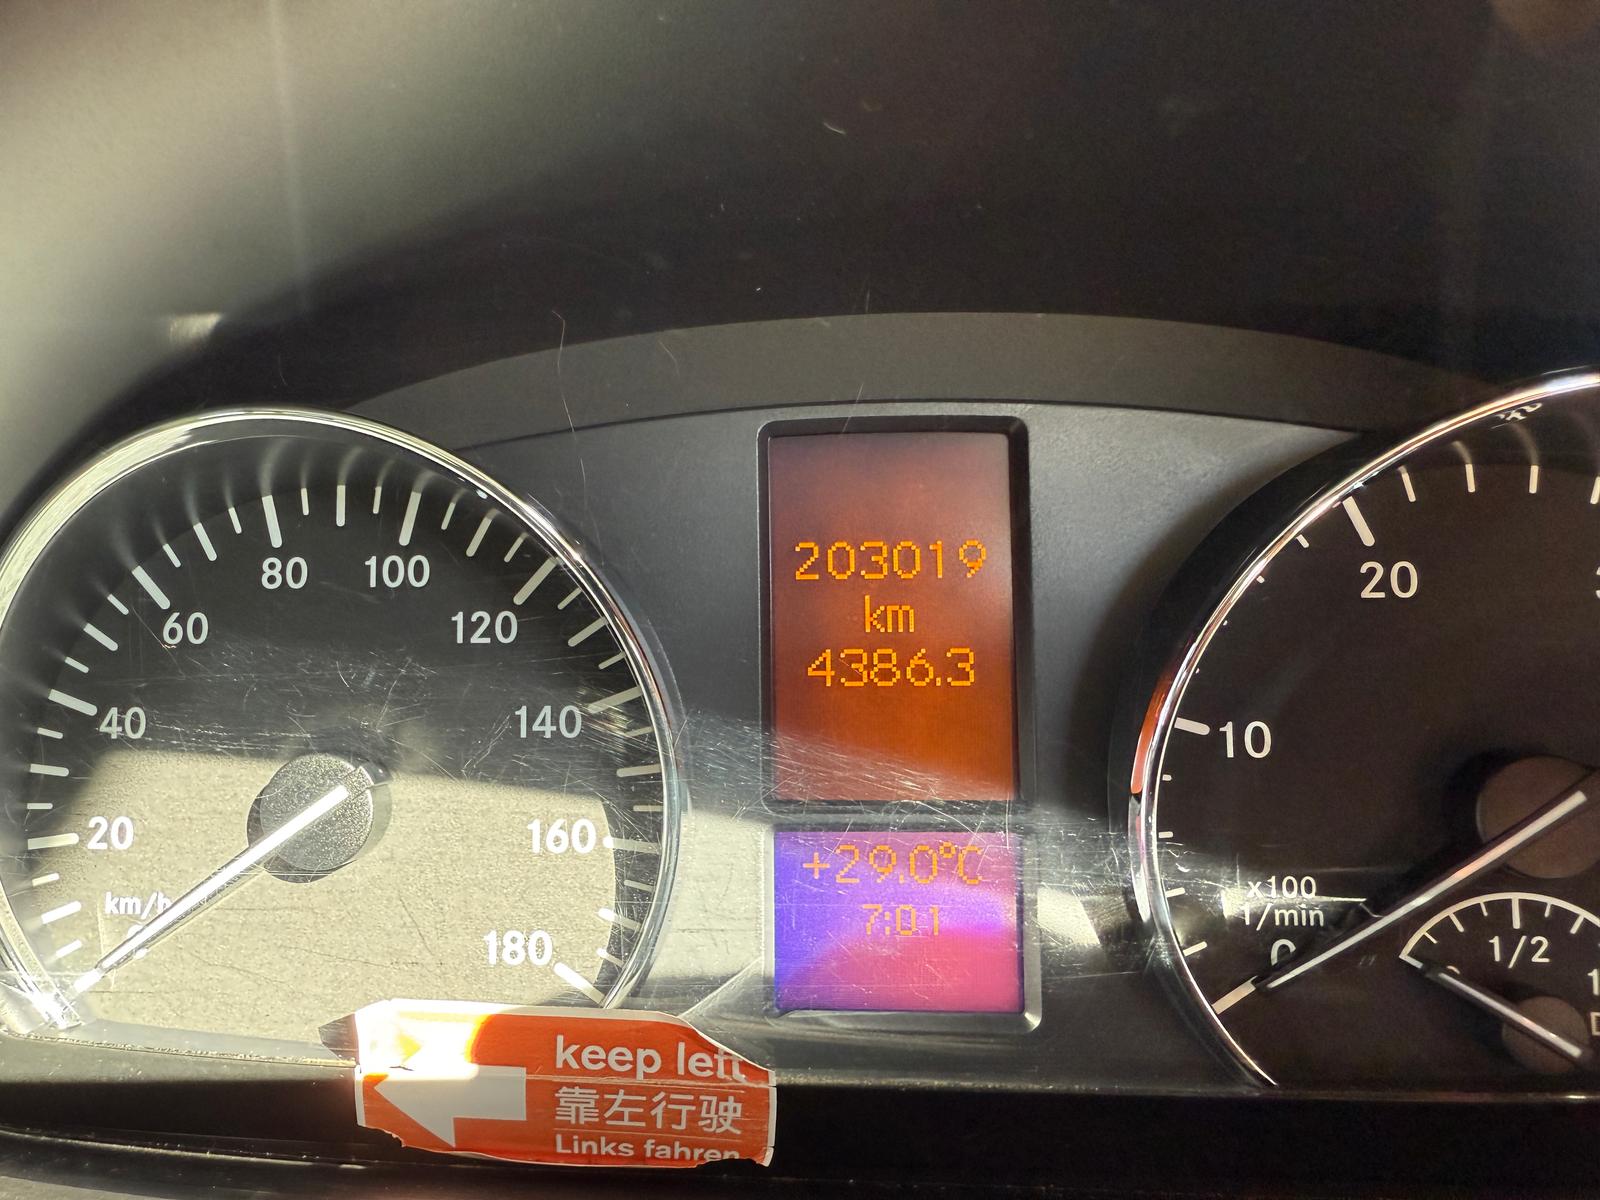 80 100
60 120
40 140
20 160
km/h
180
203019
km
4386.3
+29.0°C
7:01
20
10
x100
1/min
0
1/2
keep left
靠左行驶
Links fahren